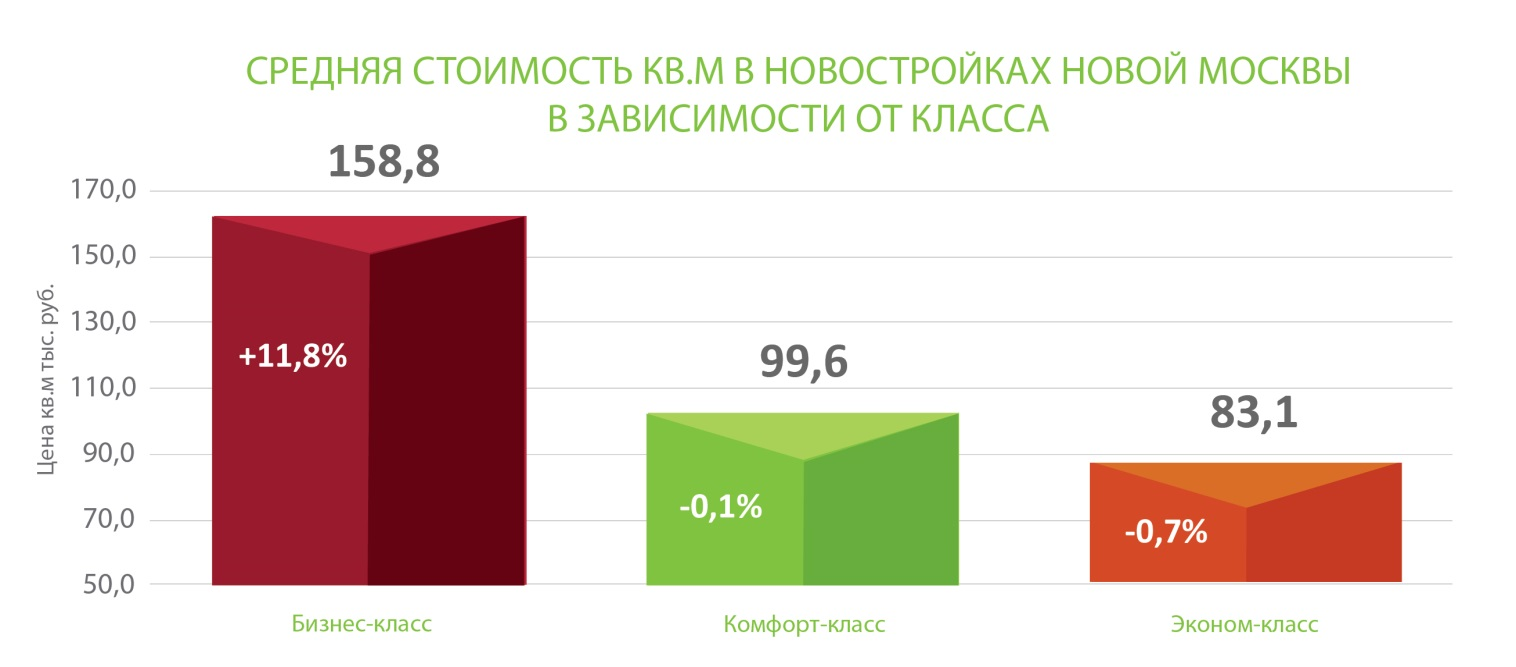 СРЕДНЯЯ СТОИМОСТЬ КВ.М В НОВОСТРОЙКАХ НОВОЙ МОСКВЫ
В ЗАВИСИМОСТИ ОТ КЛАССА
158,8
170,0
150,0
130,0
110,0
90,0
70,0
50,0
Цена кв.м тыс. руб.
+11,8%
99,6
-0,1%
83,1
-0,7%
Бизнес-класс
Комфорт-класс
Эконом-класс